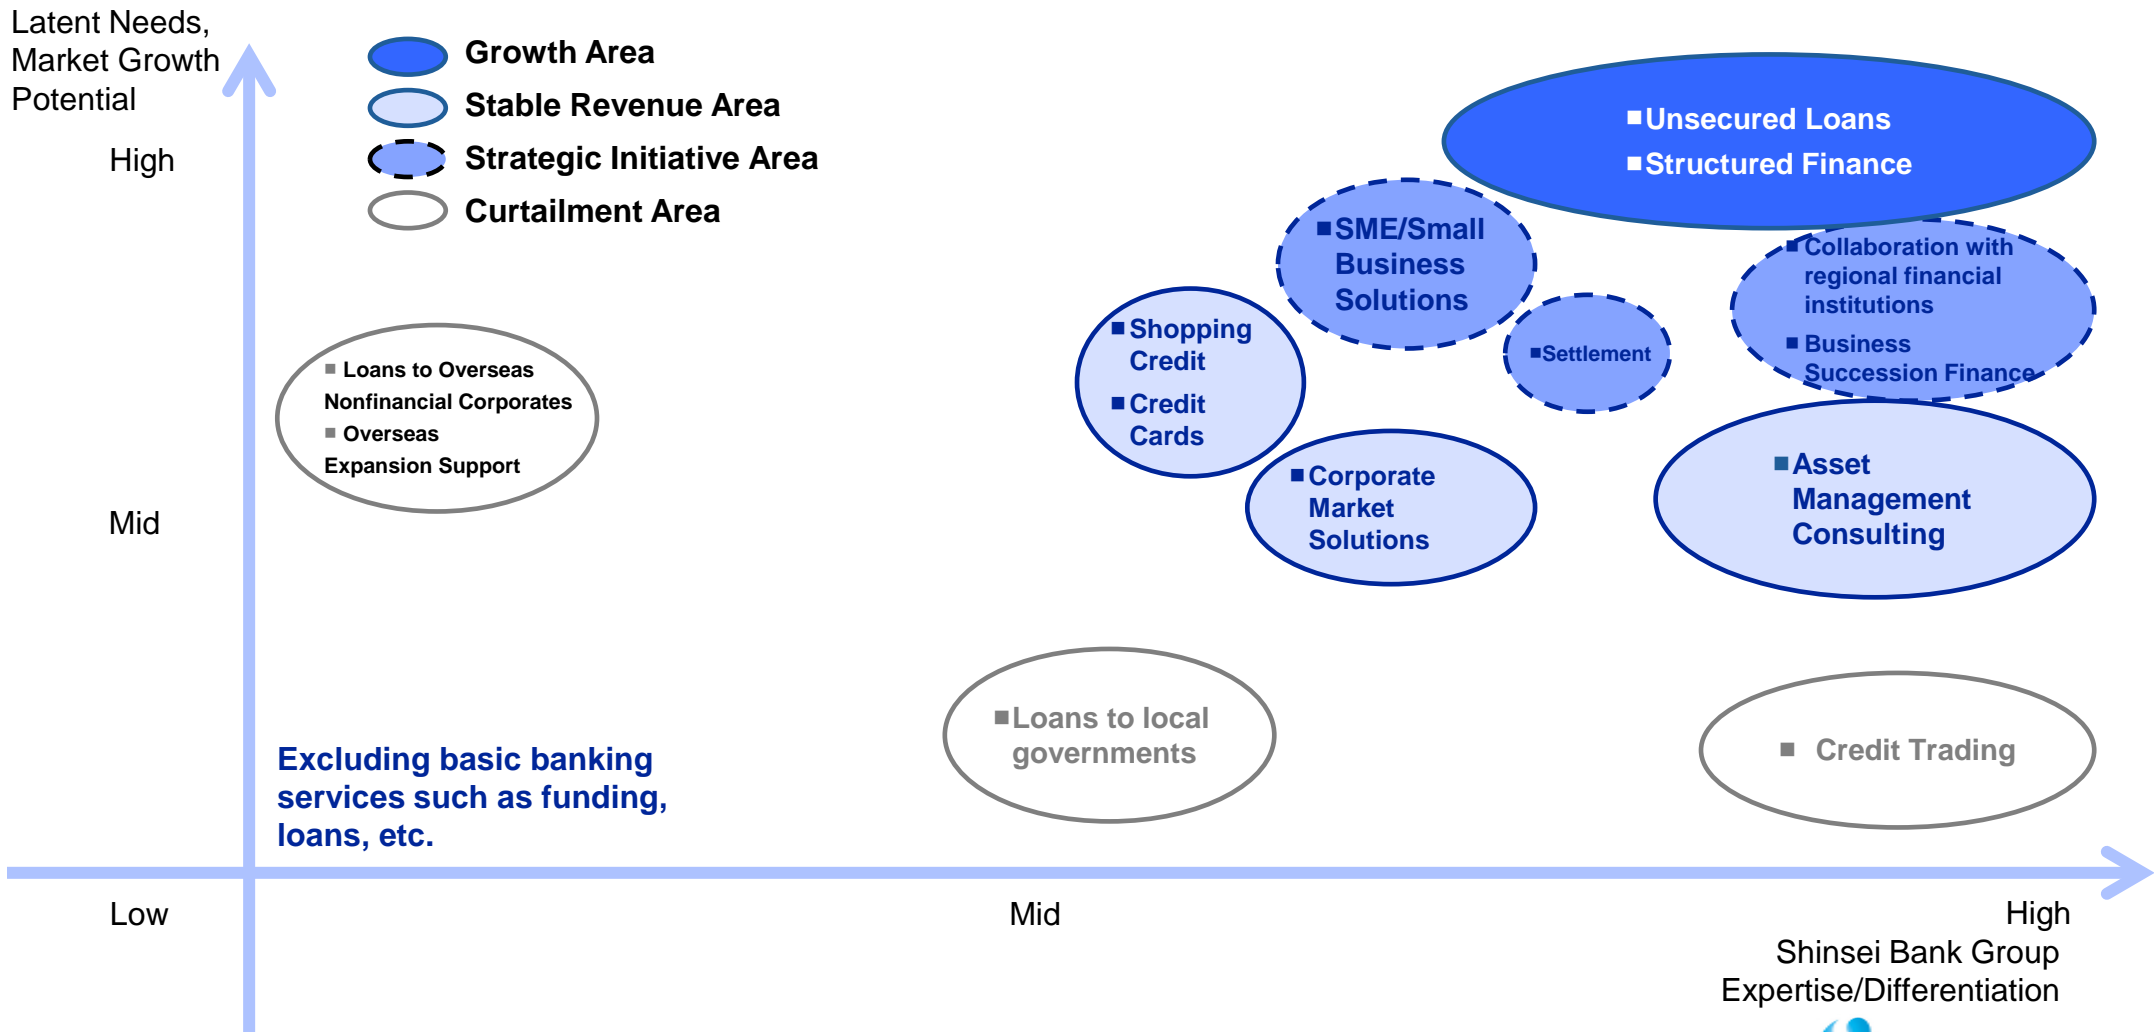 Latent Needs,
Market Growth
Potential
High
Mid
Low
Growth Area
Stable Revenue Area
Strategic Initiative Area
Curtailment Area
■Unsecured Loans
■Structured Finance
■SME/Small
Business
Solutions
■Collaboration with
regional financial
institutions
■Business
Succession Finance
■Settlement
■Shopping
Credit
■Credit
Cards
■Loans to Overseas
Nonfinancial Corporates
■Overseas
Expansion Support
■Corporate
Market
Solutions
■Asset
Management
Consulting
■Loans to local
governments
■Credit Trading
Excluding basic banking
services such as funding,
loans, etc.
Mid
High
Shinsei Bank Group
Expertise/Differentiation